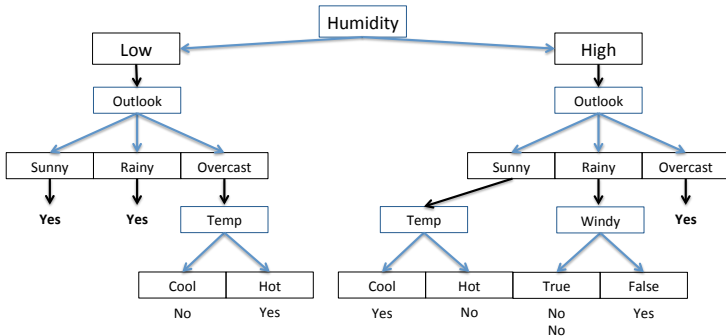 Humidity
Low High
Outlook Outlook
Sunny Rainy Overcast Sunny Rainy Overcast
Yes Yes Temp Temp Windy Yes
Cool Hot Cool Hot True False
No Yes Yes No No Yes
No